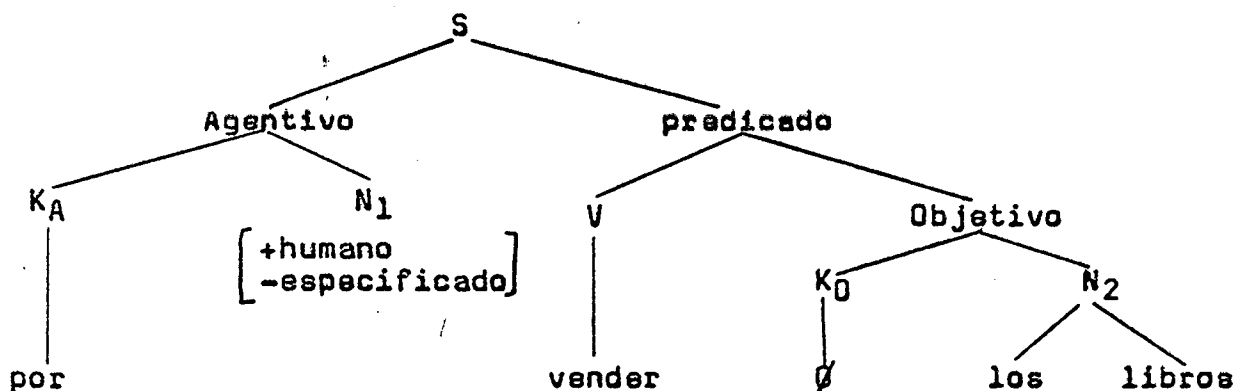 S
Agentivo predicado
K_A N_1 V Objetivo
[+humano
-especificado]
K_O N_2
por vender Ø los libros